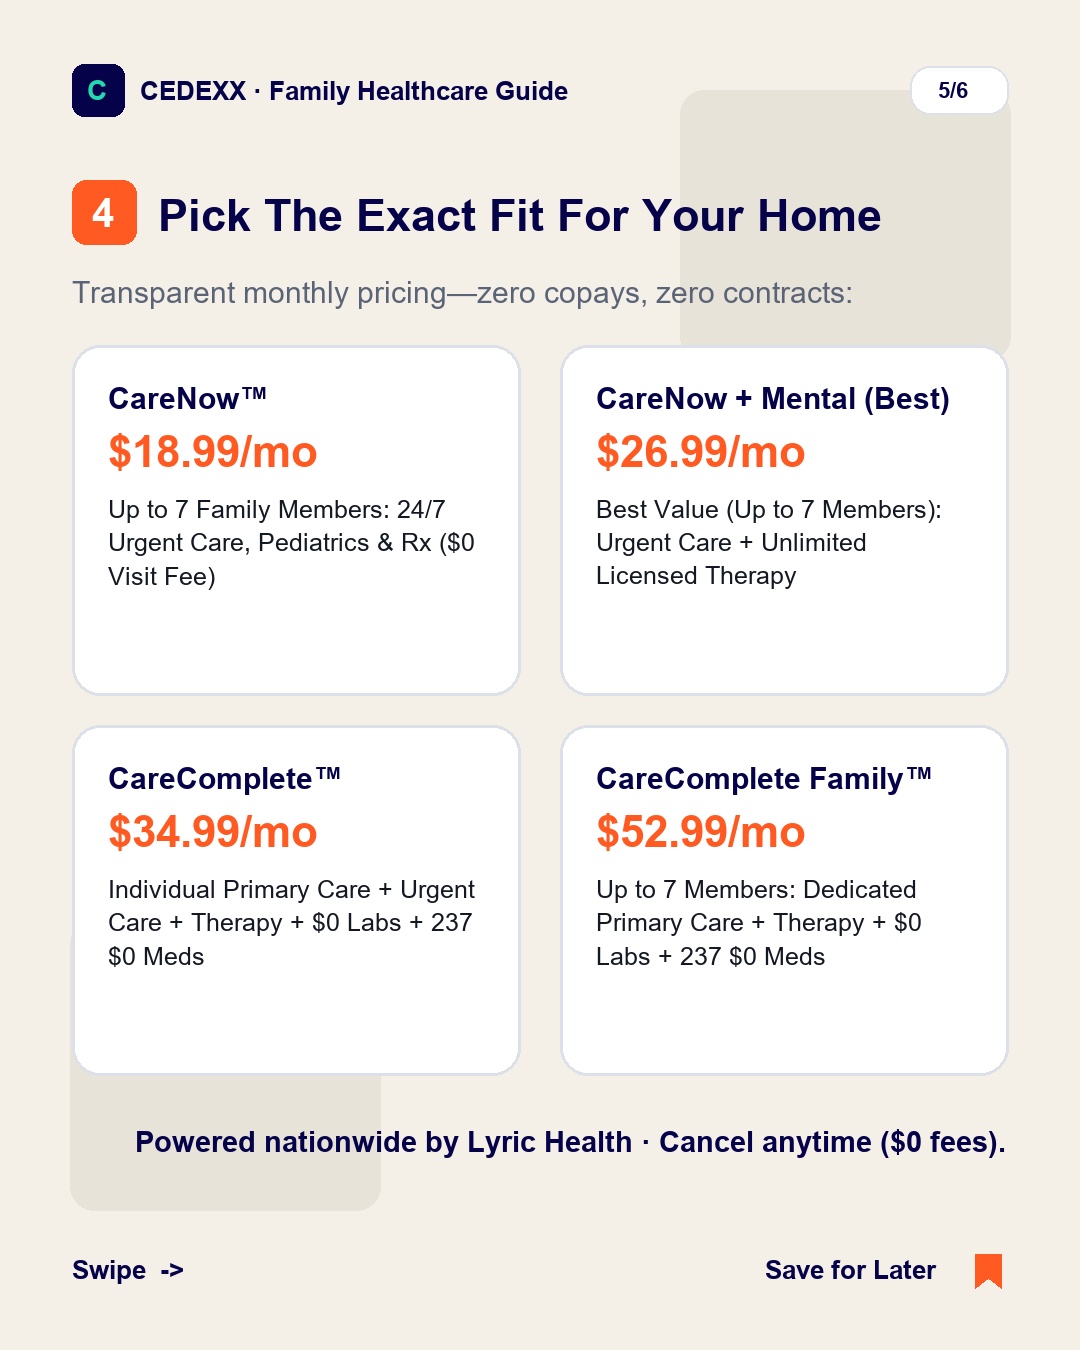 C
CEDEXX · Family Healthcare Guide
5/6
4
Pick The Exact Fit For Your Home
Transparent monthly pricing—zero copays, zero contracts:
CareNow™
$18.99/mo
Up to 7 Family Members: 24/7
Urgent Care, Pediatrics & Rx ($0
Visit Fee)
CareNow + Mental (Best)
$26.99/mo
Best Value (Up to 7 Members):
Urgent Care + Unlimited
Licensed Therapy
CareComplete™
$34.99/mo
Individual Primary Care + Urgent
Care + Therapy + $0 Labs + 237
$0 Meds
CareComplete Family™
$52.99/mo
Up to 7 Members: Dedicated
Primary Care + Therapy + $0
Labs + 237 $0 Meds
Powered nationwide by Lyric Health · Cancel anytime ($0 fees).
Swipe ->
Save for Later